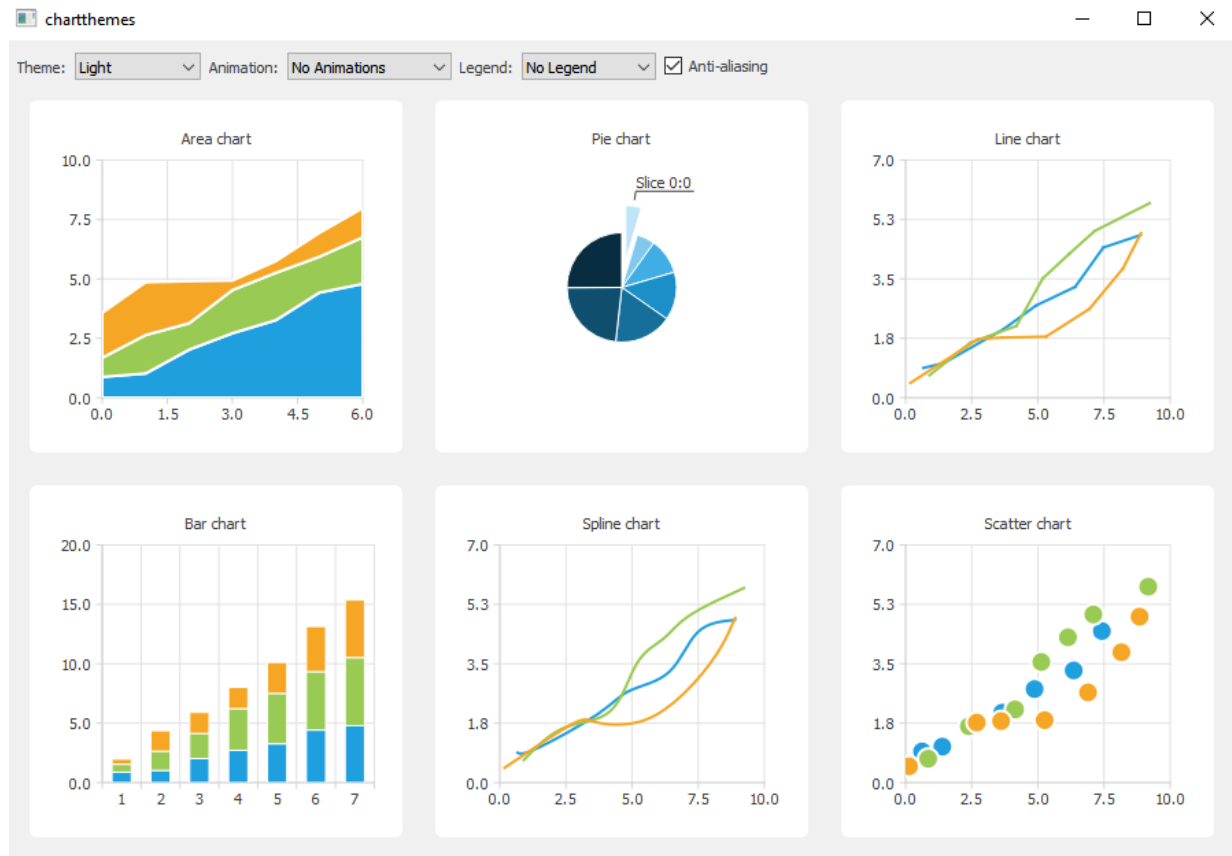 chartthemes
Theme: Light Animation: No Animations Legend: No Legend Anti-aliasing
Area chart
10.0
7.5
5.0
2.5
0.0
0.0 1.5 3.0 4.5 6.0
Pie chart
Slice 0:0
Line chart
7.0
5.3
3.5
1.8
0.0
0.0 2.5 5.0 7.5 10.0
Bar chart
20.0
15.0
10.0
5.0
0.0
1 2 3 4 5 6 7
Spline chart
7.0
5.3
3.5
1.8
0.0
0.0 2.5 5.0 7.5 10.0
Scatter chart
7.0
5.3
3.5
1.8
0.0
0.0 2.5 5.0 7.5 10.0